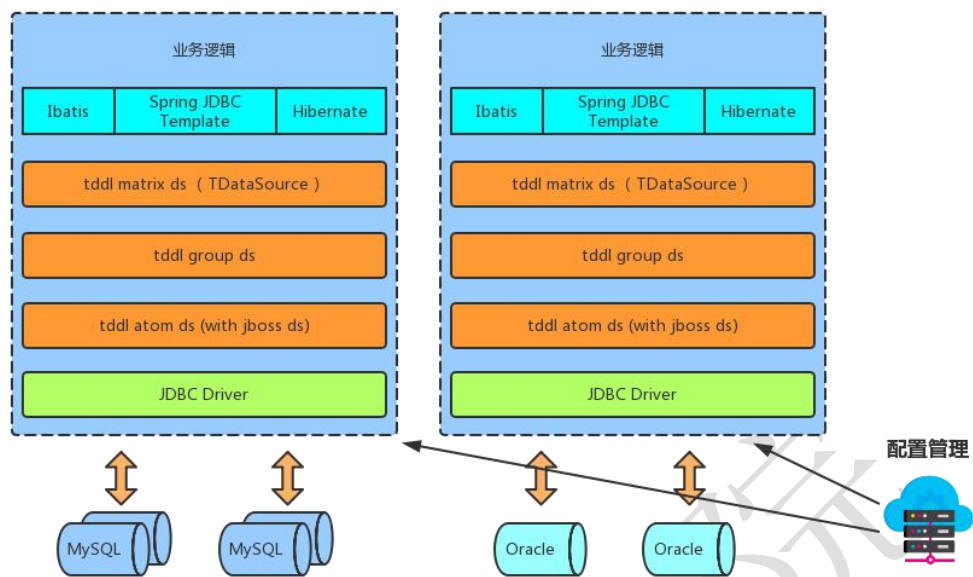 业务逻辑
Ibatis
Spring JDBC
Template
Hibernate
tddl matrix ds （ TDataSource ）
tddl group ds
tddl atom ds (with jboss ds)
JDBC Driver
MySQL
MySQL
业务逻辑
Ibatis
Spring JDBC
Template
Hibernate
tddl matrix ds （ TDataSource ）
tddl group ds
tddl atom ds (with jboss ds)
JDBC Driver
Oracle
Oracle
配置管理